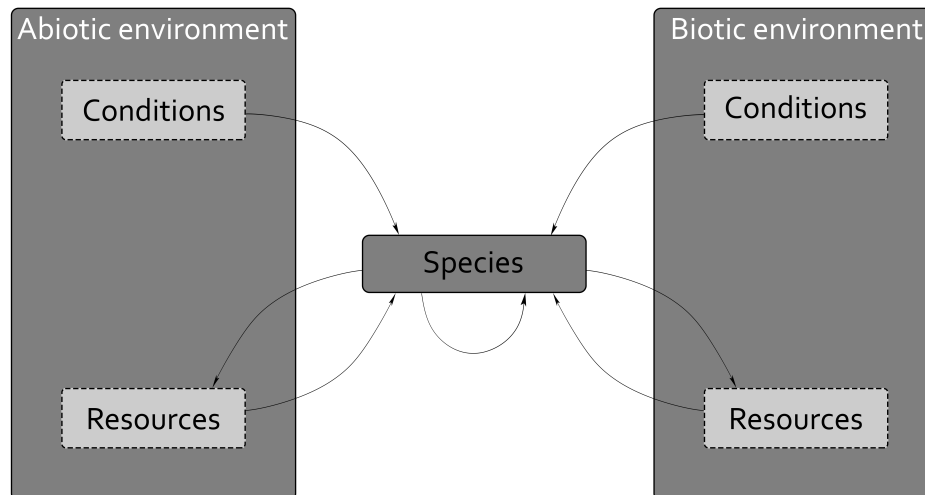 Abiotic environment
Biotic environment
Conditions
Conditions
Species
Resources
Resources